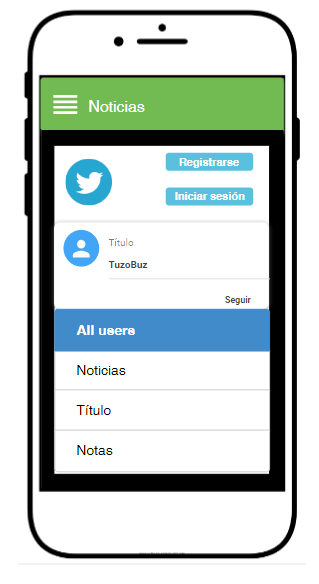 Noticias
Registrarse
Iniciar sesión
Título
TuzoBuz
Seguir
All users
Noticias
Título
Notas